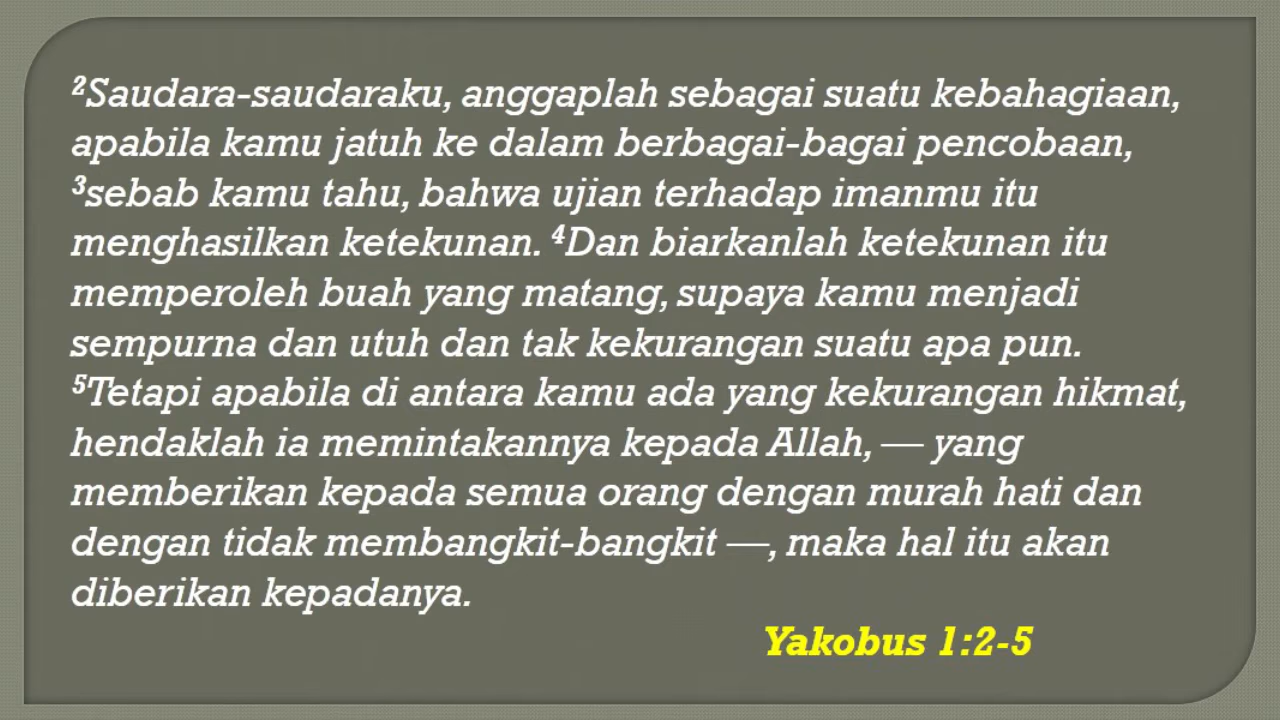 ²Saudara-saudaraku, anggaplah sebagai suatu kebahagiaan,
apabila kamu jatuh ke dalam berbagai-bagai pencobaan,
³sebab kamu tahu, bahwa ujian terhadap imanmu itu
menghasilkan ketekunan. ⁴Dan biarkanlah ketekunan itu
memperoleh buah yang matang, supaya kamu menjadi
sempurna dan utuh dan tak kekurangan suatu apa pun.
⁵Tetapi apabila di antara kamu ada yang kekurangan hikmat,
hendaklah ia memintakannya kepada Allah, — yang
memberikan kepada semua orang dengan murah hati dan
dengan tidak membangkit-bangkit —, maka hal itu akan
diberikan kepadanya.
Yakobus 1:2-5